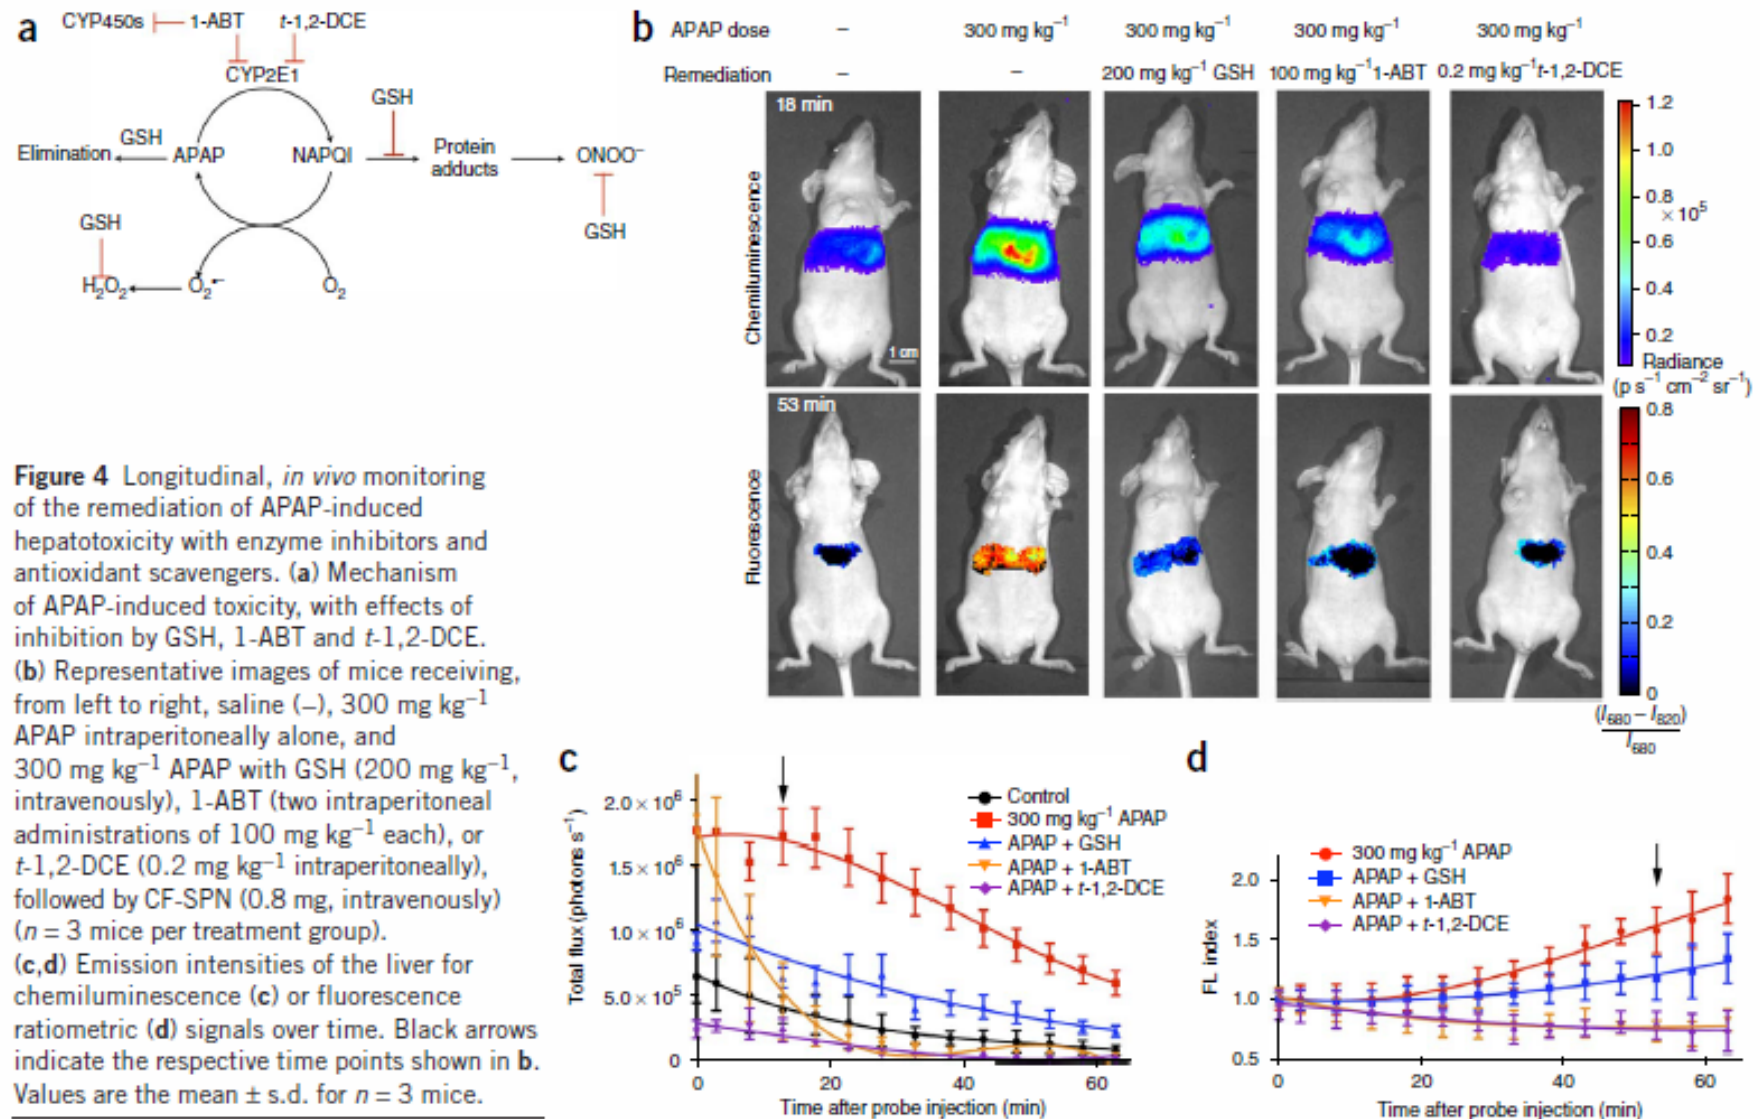 a
CYP450s 1-ABT t-1,2-DCE
CYP2E1
GSH
GSH
Elimination APAP NAPQI Protein adducts ONOO−
GSH
GSH
H2O2 O2•− O2
b
APAP dose – 300 mg kg−1 300 mg kg−1 300 mg kg−1 300 mg kg−1
Remediation – – 200 mg kg−1 GSH 100 mg kg−1 1-ABT 0.2 mg kg−1 t-1,2-DCE
Chemiluminescence
18 min
1 cm
1.2
1.0
0.8
× 10^5
0.6
0.4
0.2
Radiance
(p s−1 cm−2 sr−1)
Fluorescence
53 min
0.8
0.6
0.4
0.2
0
(I680 – I820)
I680
Figure 4 Longitudinal, in vivo monitoring
of the remediation of APAP-induced
hepatotoxicity with enzyme inhibitors and
antioxidant scavengers. (a) Mechanism
of APAP-induced toxicity, with effects of
inhibition by GSH, 1-ABT and t-1,2-DCE.
(b) Representative images of mice receiving,
from left to right, saline (–), 300 mg kg−1
APAP intraperitoneally alone, and
300 mg kg−1 APAP with GSH (200 mg kg−1,
intravenously), 1-ABT (two intraperitoneal
administrations of 100 mg kg−1 each), or
t-1,2-DCE (0.2 mg kg−1 intraperitoneally),
followed by CF-SPN (0.8 mg, intravenously)
(n = 3 mice per treatment group).
(c,d) Emission intensities of the liver for
chemiluminescence (c) or fluorescence
ratiometric (d) signals over time. Black arrows
indicate the respective time points shown in b.
Values are the mean ± s.d. for n = 3 mice.
c
Total flux (photons s−1)
2.0 × 10^6
1.5 × 10^6
1.0 × 10^6
5.0 × 10^5
0
Control
300 mg kg−1 APAP
APAP + GSH
APAP + 1-ABT
APAP + t-1,2-DCE
0 20 40 60
Time after probe injection (min)
d
FL index
2.0
1.5
1.0
0.5
300 mg kg−1 APAP
APAP + GSH
APAP + 1-ABT
APAP + t-1,2-DCE
0 20 40 60
Time after probe injection (min)